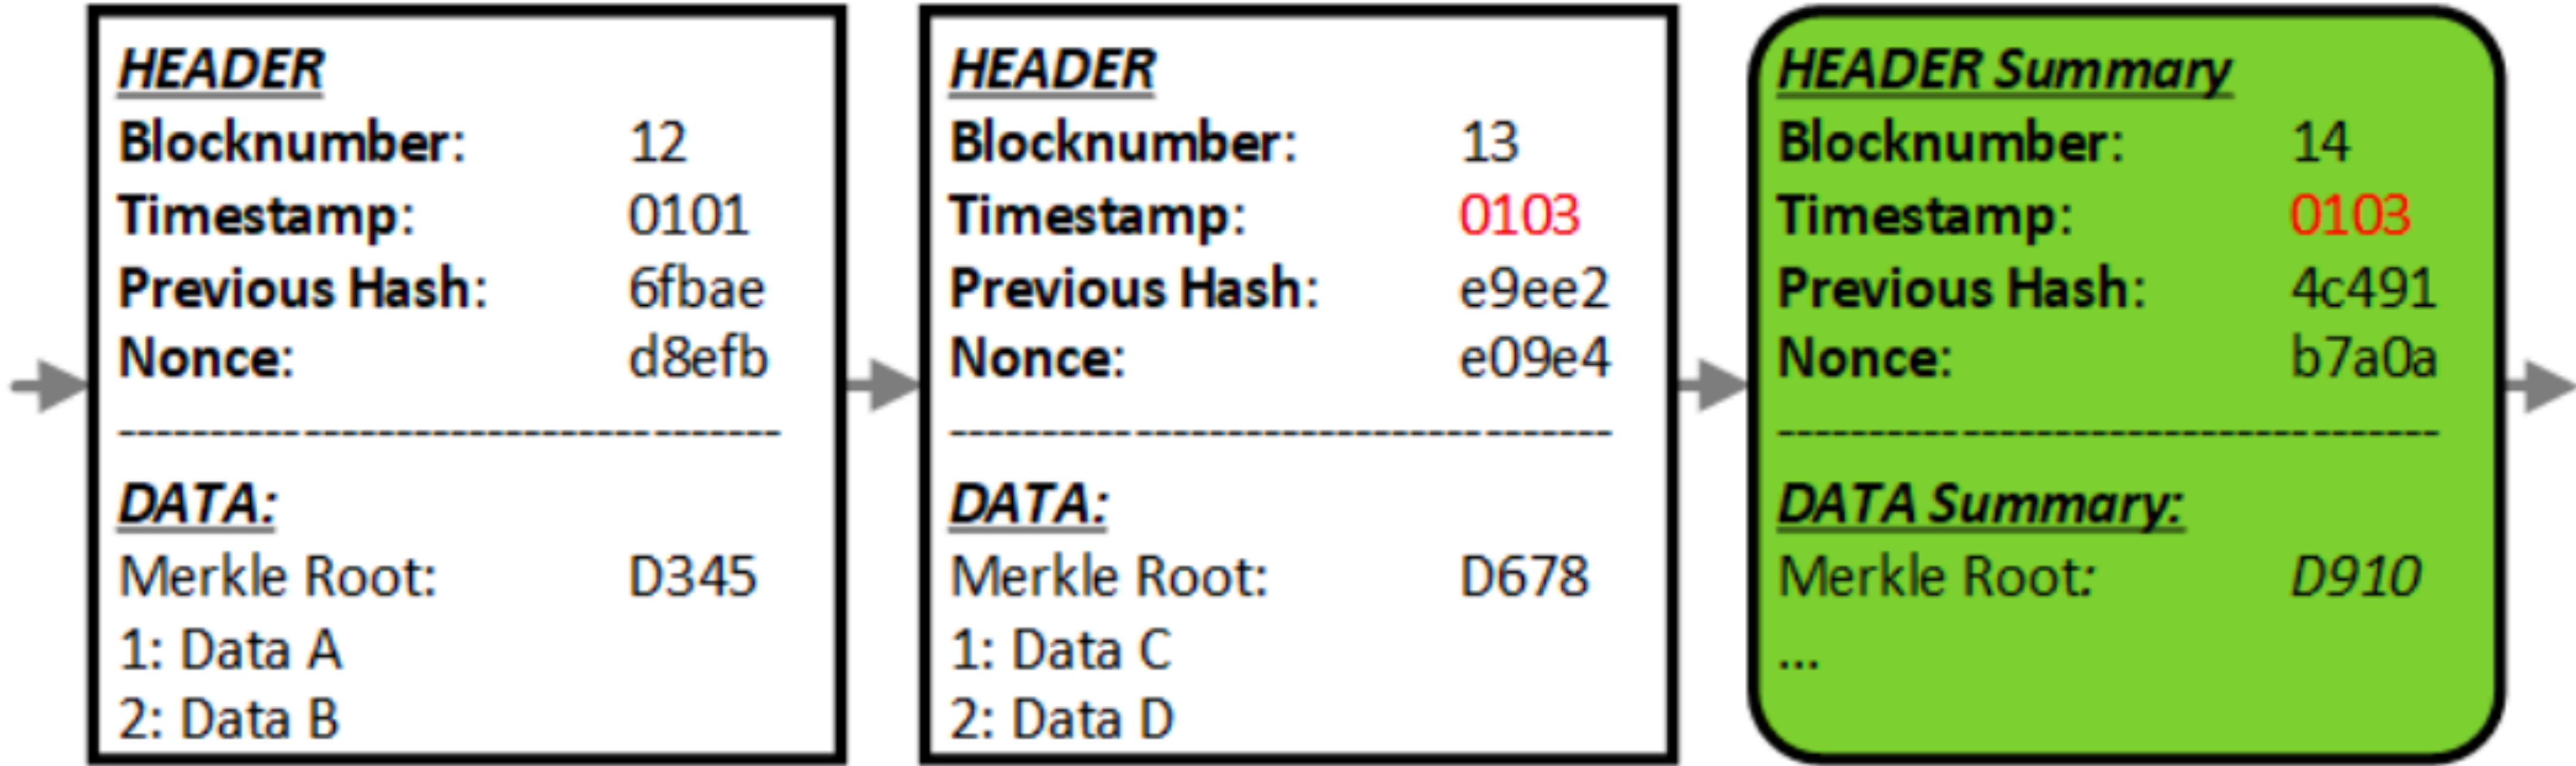 HEADER
Blocknumber: 12
Timestamp: 0101
Previous Hash: 6fbae
Nonce: d8efb
------------------------------------
DATA:
Merkle Root: D345
1: Data A
2: Data B
HEADER
Blocknumber: 13
Timestamp: 0103
Previous Hash: e9ee2
Nonce: e09e4
------------------------------------
DATA:
Merkle Root: D678
1: Data C
2: Data D
HEADER Summary
Blocknumber: 14
Timestamp: 0103
Previous Hash: 4c491
Nonce: b7a0a
------------------------------------
DATA Summary:
Merkle Root: D910
...